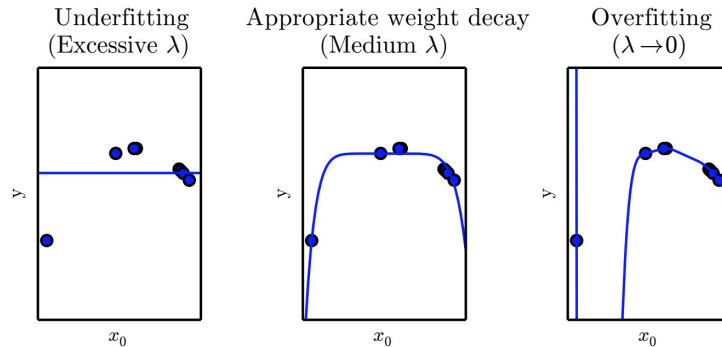 Underfitting
(Excessive λ)
Appropriate weight decay
(Medium λ)
Overfitting
(λ→0)
y
y
y
x₀
x₀
x₀